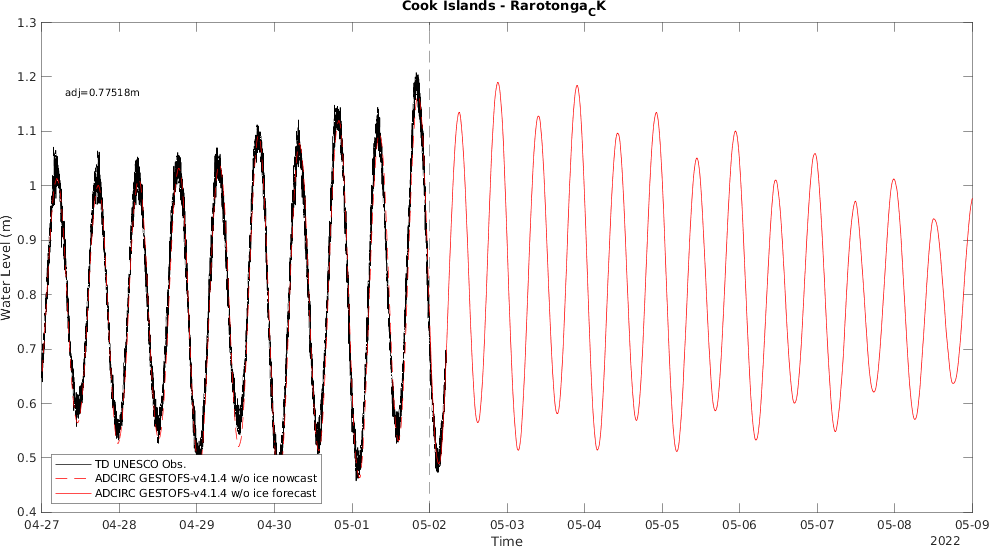 Cook Islands - Rarotonga_CK
1.3
1.2
1.1
1
0.9
0.8
0.7
0.6
0.5
0.4
Water Level (m)
adj=0.77518m
TD UNESCO Obs.
ADCIRC GESTOFS-v4.1.4 w/o ice nowcast
ADCIRC GESTOFS-v4.1.4 w/o ice forecast
04-27 04-28 04-29 04-30 05-01 05-02 05-03 05-04 05-05 05-06 05-07 05-08 05-09
Time
2022